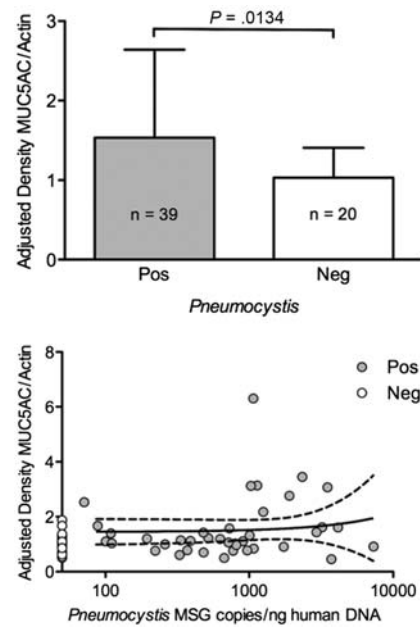 P = .0134
Adjusted Density MUC5AC/Actin
3
2
1
0
n = 39
n = 20
Pos
Neg
Pneumocystis
Adjusted Density MUC5AC/Actin
8
6
4
2
0
Pos
Neg
100
1000
10000
Pneumocystis MSG copies/ng human DNA